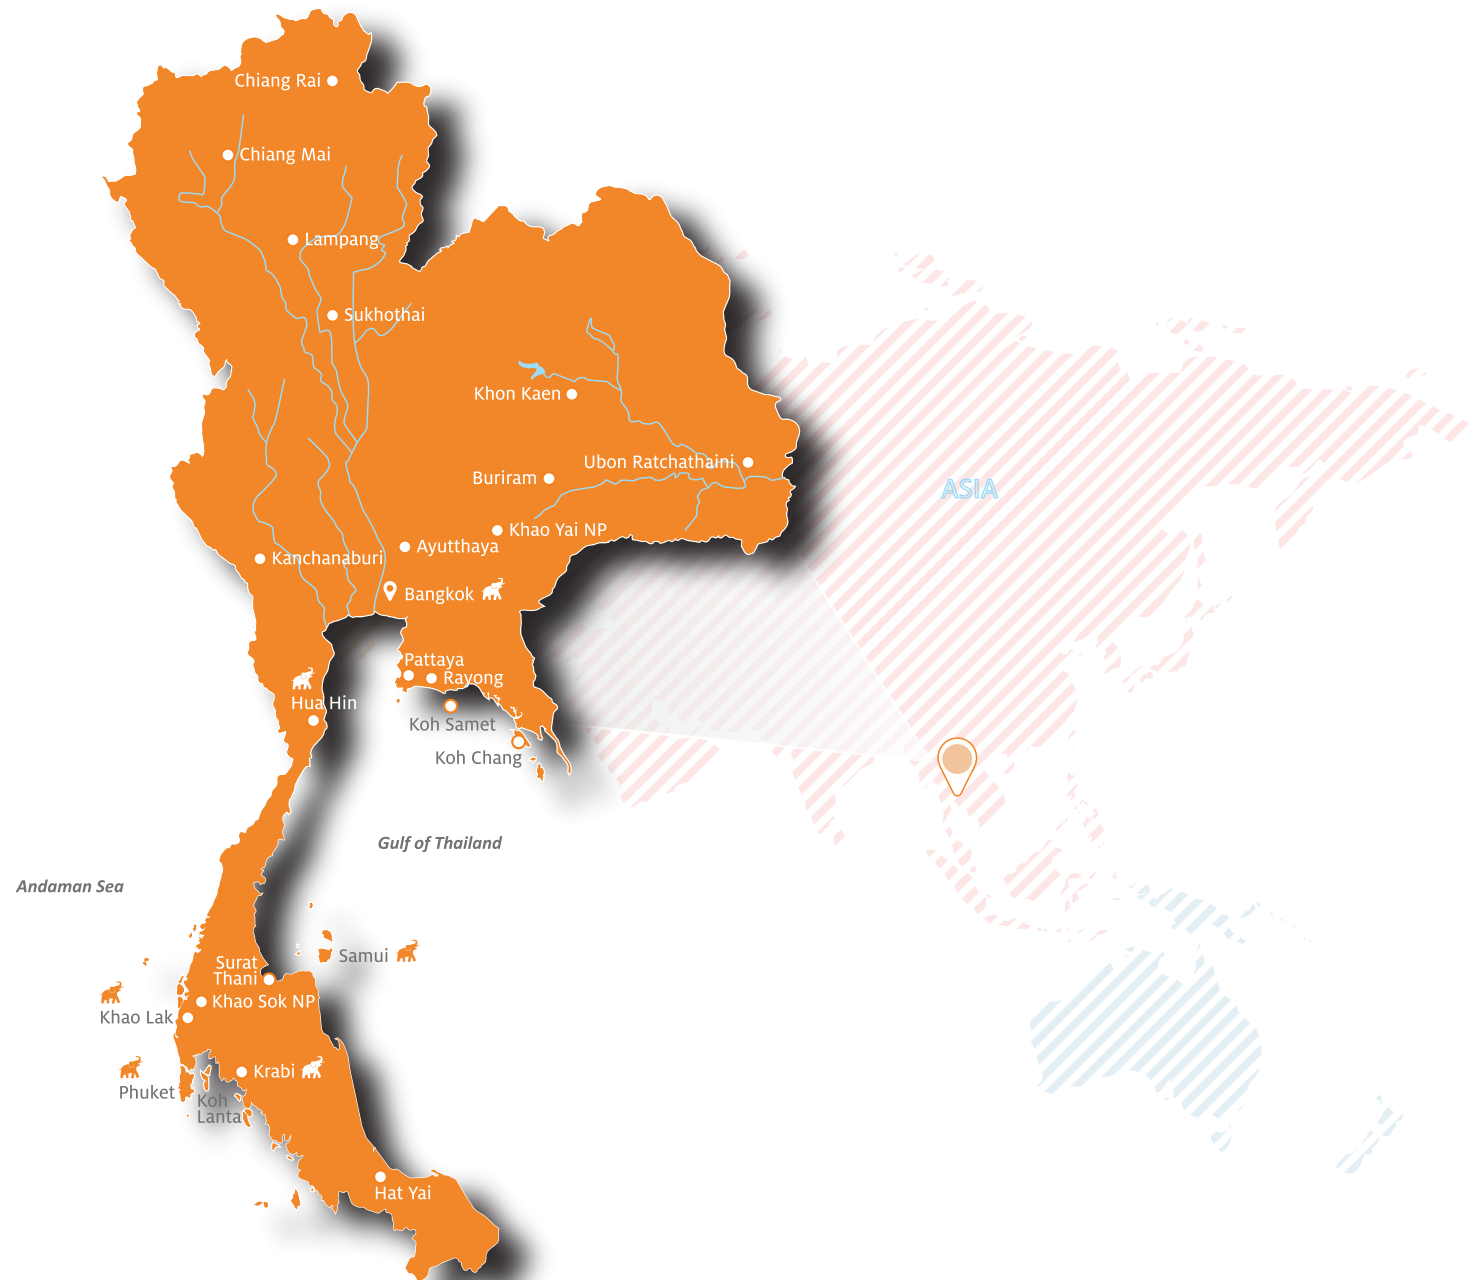 Chiang Rai
Chiang Mai
Lampang
Sukhothai
Khon Kaen
Ubon Ratchathaini
Buriram
ASIA
Khao Yai NP
Ayutthaya
Kanchanaburi
Bangkok
Pattaya
Rayong
Hua Hin
Koh Samet
Koh Chang
Gulf of Thailand
Andaman Sea
Samui
Surat
Thani
Khao Sok NP
Khao Lak
Krabi
Phuket
Koh
Lanta
Hat Yai